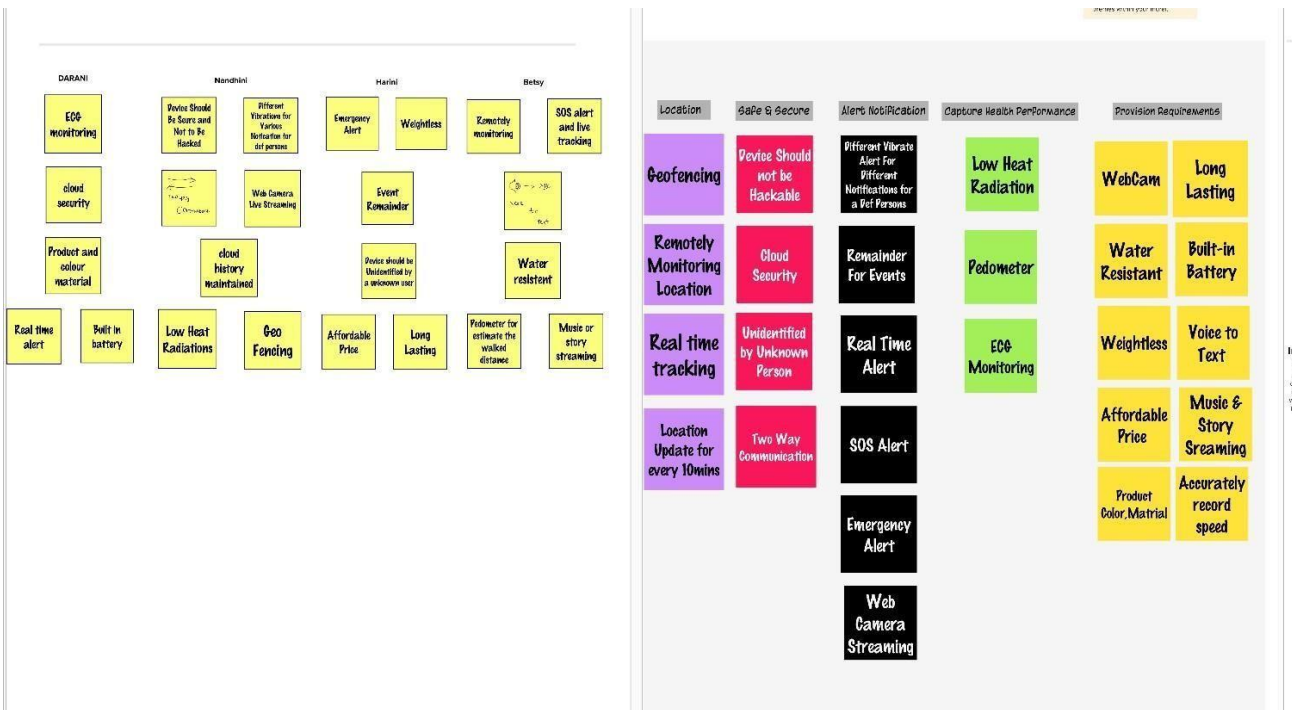 DARANI
Nandhini
Harini
Betsy
ECG
monitoring
Device Should
Be Scure and
Not to Be
Hacked
Different
Vibrations for
Various
Notication for
def persons
Emergency
Alert
Weightless
Remotely
monitoring
SOS alert
and live
tracking
cloud
security
Web Camera
Live Streaming
Event
Remainder
Product and
colour
material
cloud
history
maintained
Device should be
Unidentified by
a unknown user
Water
resistent
Real time
alert
Built in
battery
Low Heat
Radiations
Geo
Fencing
Affordable
Price
Long
Lasting
Pedometer for
estimate the
walked
distance
Music or
story
streaming
Location
Safe & Secure
Alert Notification
Capture Health Performance
Provision Requirements
Geofencing
Remotely
Monitoring
Location
Real time
tracking
Location
Update for
every 10mins
Device Should
not be
Hackable
Cloud
Security
Unidentified
by Unknown
Person
Two Way
Communication
Different Vibrate
Alert For
Different
Notifications for
a Def Persons
Remainder
For Events
Real Time
Alert
SOS Alert
Emergency
Alert
Web
Camera
Streaming
Low Heat
Radiation
Pedometer
ECG
Monitoring
WebCam
Long
Lasting
Water
Resistant
Built-in
Battery
Weightless
Voice to
Text
Affordable
Price
Music &
Story
Sreaming
Product
Color,Matrial
Accurately
record
speed